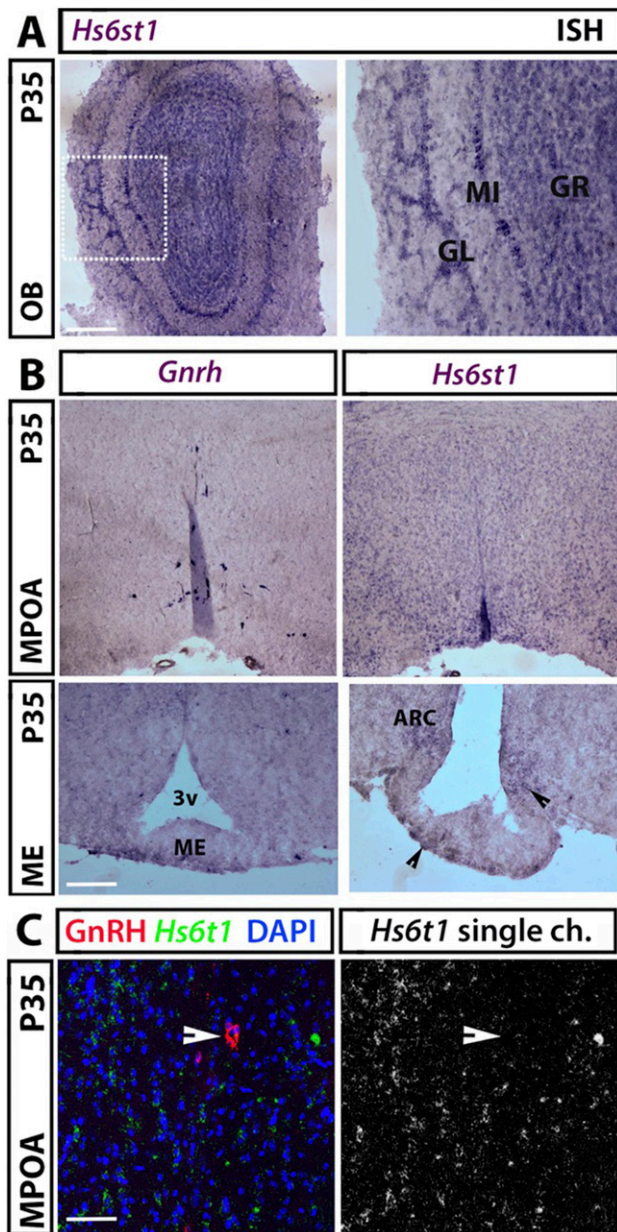 A Hs6st1 ISH
P35
OB
MI
GR
GL
B Gnrh Hs6st1
P35
MPOA
P35
ME
3v
ME
ARC
C GnRH Hs6t1 DAPI Hs6t1 single ch.
P35
MPOA